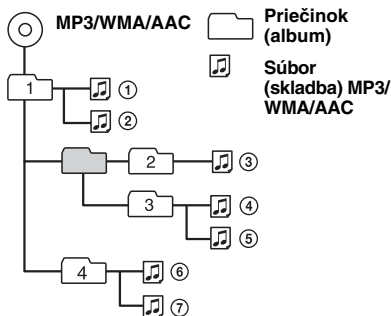 MP3/WMA/AAC
Priečinok
(album)
Súbor
(skladba) MP3/
WMA/AAC
1
①
②
2
③
3
④
⑤
4
⑥
⑦